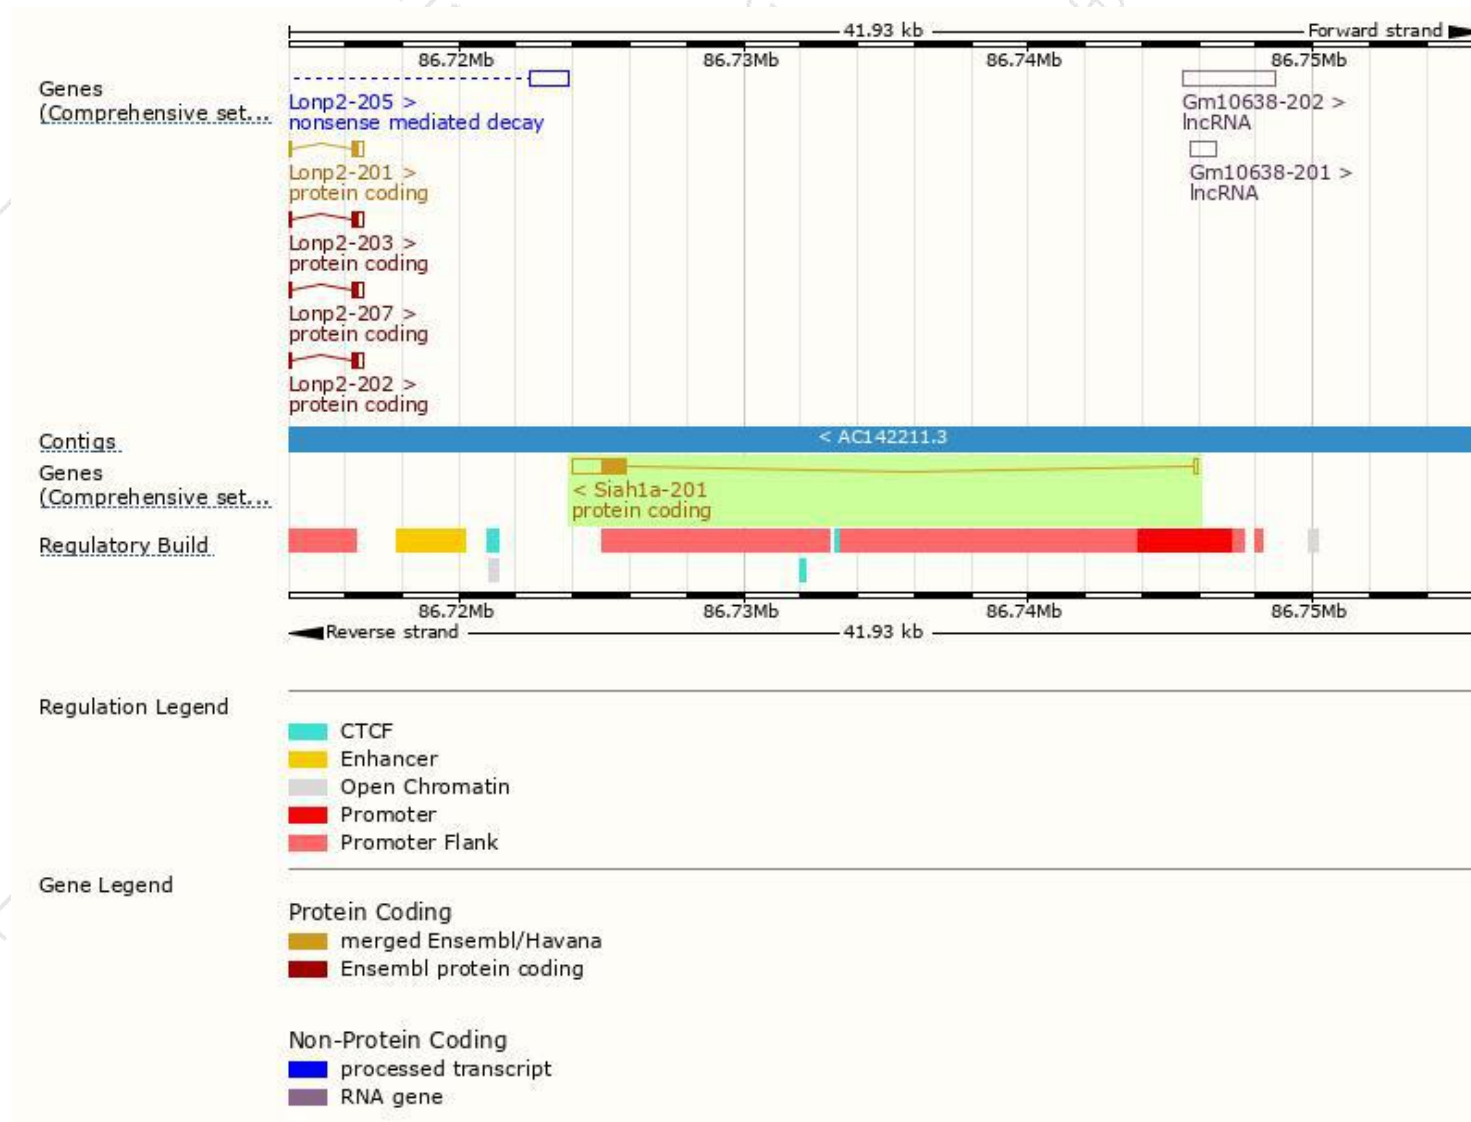 41.93 kb
Forward strand
86.72Mb 86.73Mb 86.74Mb 86.75Mb
Genes
(Comprehensive set...
Lonp2-205 >
nonsense mediated decay
Gm10638-202 >
lncRNA
Lonp2-201 >
protein coding
Gm10638-201 >
lncRNA
Lonp2-203 >
protein coding
Lonp2-207 >
protein coding
Lonp2-202 >
protein coding
Contigs
< AC142211.3
Genes
(Comprehensive set...
< Siah1a-201
protein coding
Regulatory Build
86.72Mb 86.73Mb 86.74Mb 86.75Mb
Reverse strand
41.93 kb
Regulation Legend
CTCF
Enhancer
Open Chromatin
Promoter
Promoter Flank
Gene Legend
Protein Coding
merged Ensembl/Havana
Ensembl protein coding
Non-Protein Coding
processed transcript
RNA gene